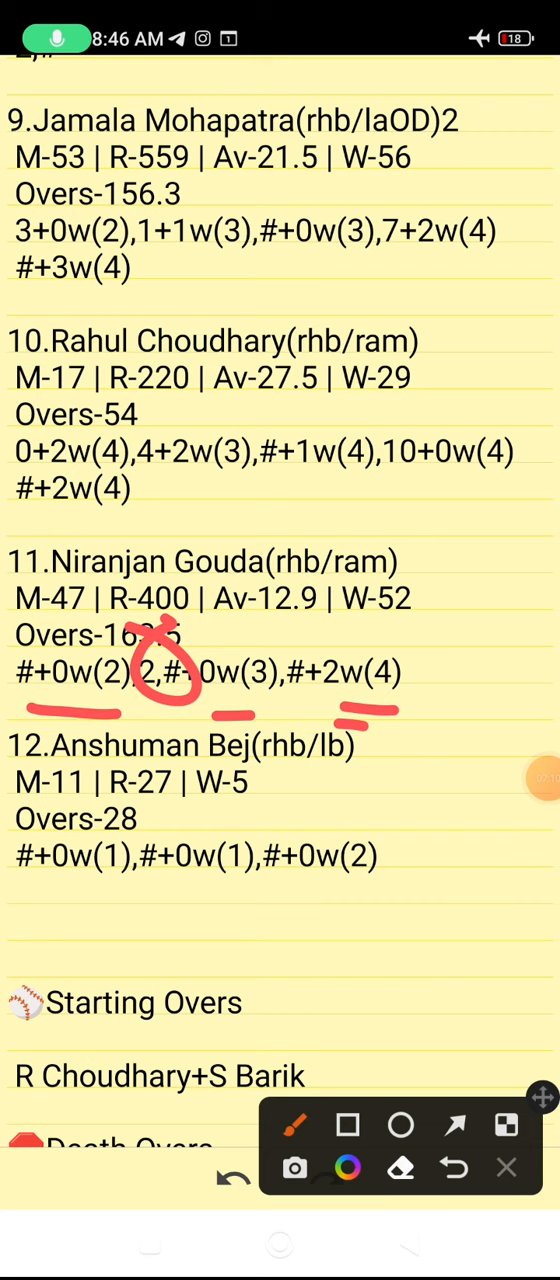 8:46 AM
1
18
9.Jamala Mohapatra(rhb/laOD)2
M-53 | R-559 | Av-21.5 | W-56
Overs-156.3
3+0w(2),1+1w(3),#+0w(3),7+2w(4)
#+3w(4)
10.Rahul Choudhary(rhb/ram)
M-17 | R-220 | Av-27.5 | W-29
Overs-54
0+2w(4),4+2w(3),#+1w(4),10+0w(4)
#+2w(4)
11.Niranjan Gouda(rhb/ram)
M-47 | R-400 | Av-12.9 | W-52
#+0w(2),2,#+0w(3),#+2w(4)
12.Anshuman Bej(rhb/lb)
M-11 | R-27 | W-5
Overs-28
#+0w(1),#+0w(1),#+0w(2)
Starting Overs
R Choudhary+S Barik
Death Overs